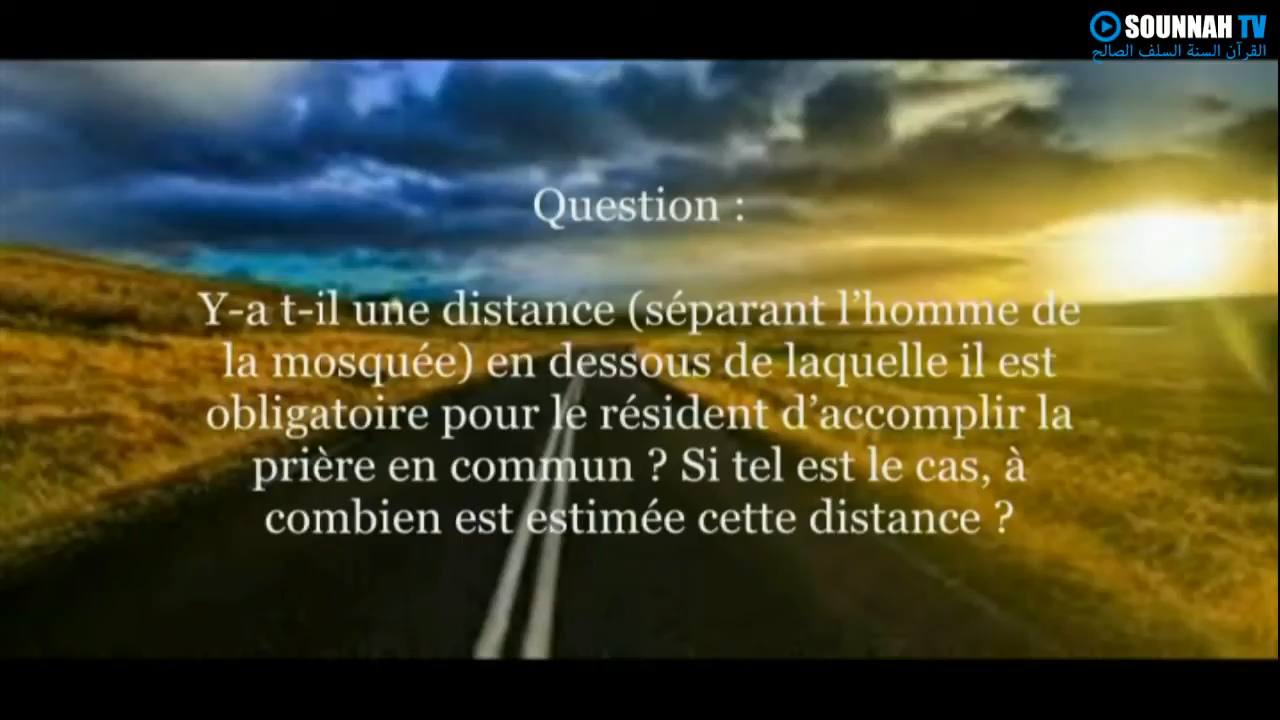 SOUNNAH TV
القرآن السنة السلف الصالح
Question :
Y-a t-il une distance (séparant l’homme de
la mosquée) en dessous de laquelle il est
obligatoire pour le résident d’accomplir la
prière en commun ? Si tel est le cas, à
combien est estimée cette distance ?